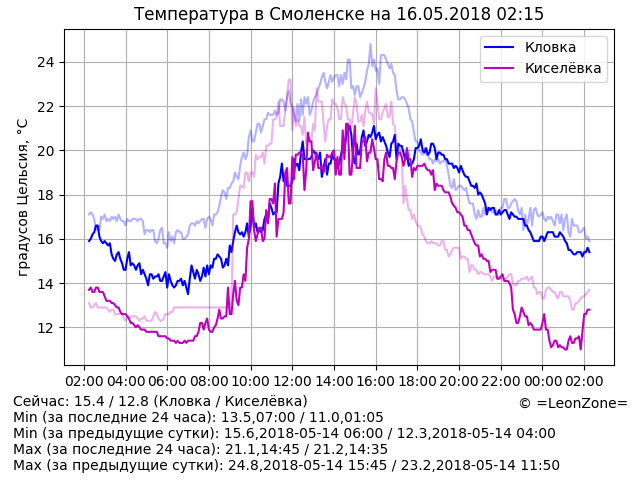 Температура в Смоленске на 16.05.2018 02:15
градусов Цельсия, °C
24
22
20
18
16
14
12
Кловка
Киселёвка
02:00 04:00 06:00 08:00 10:00 12:00 14:00 16:00 18:00 20:00 22:00 00:00 02:00
Сейчас: 15.4 / 12.8 (Кловка / Киселёвка)
© =LeonZone=
Min (за последние 24 часа): 13.5,07:00 / 11.0,01:05
Min (за предыдущие сутки): 15.6,2018-05-14 06:00 / 12.3,2018-05-14 04:00
Max (за последние 24 часа): 21.1,14:45 / 21.2,14:35
Max (за предыдущие сутки): 24.8,2018-05-14 15:45 / 23.2,2018-05-14 11:50